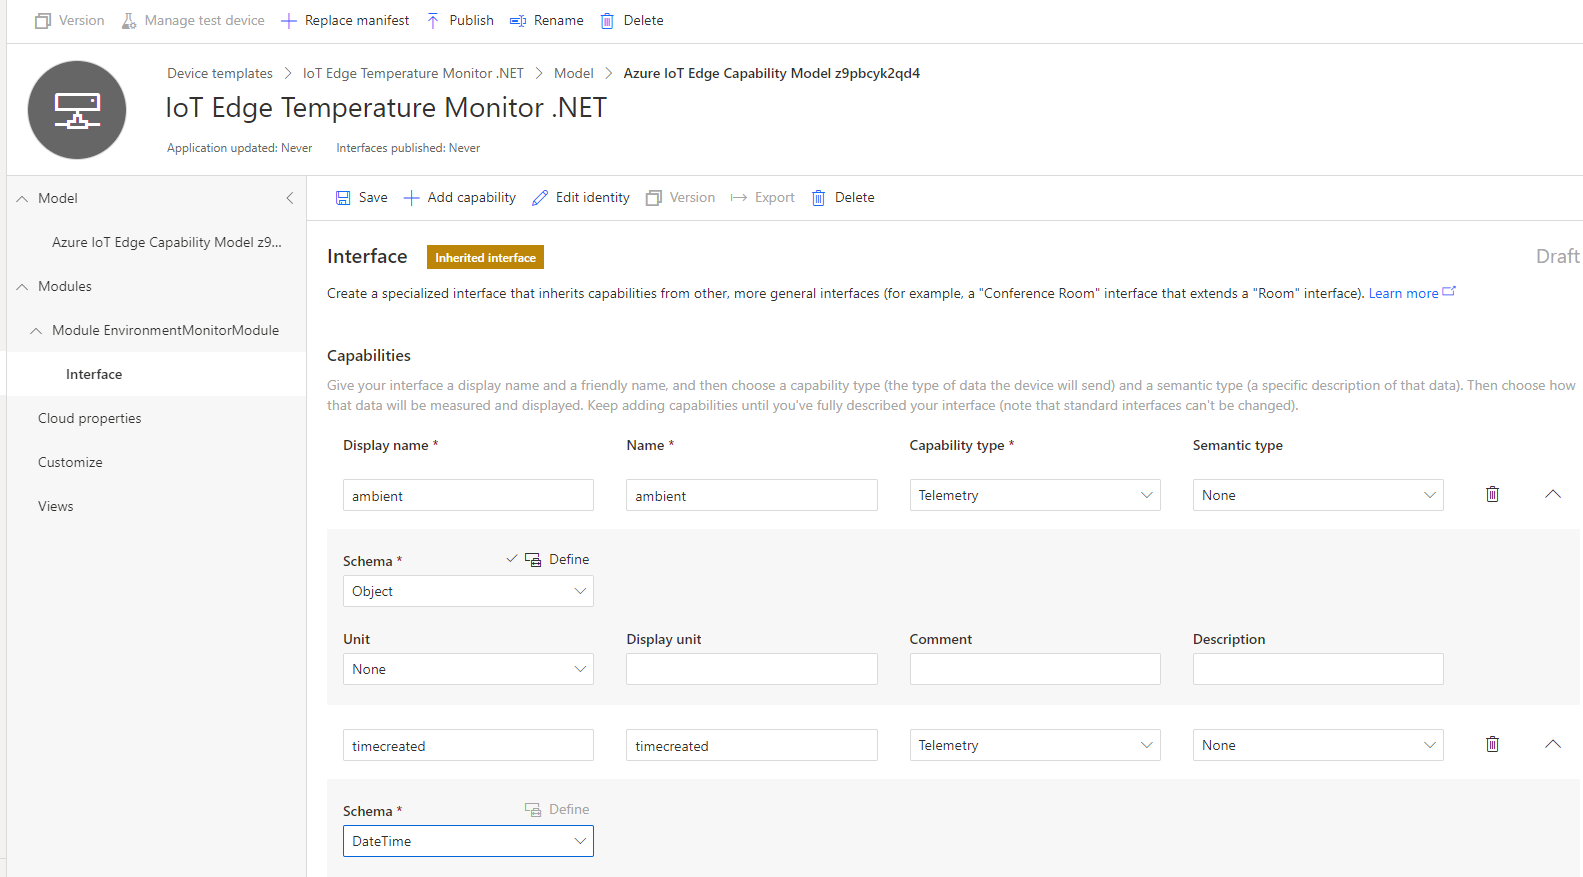 Version Manage test device Replace manifest Publish Rename Delete
Device templates > IoT Edge Temperature Monitor .NET > Model > Azure IoT Edge Capability Model z9pbcyk2qd4
IoT Edge Temperature Monitor .NET
Application updated: Never Interfaces published: Never
Model
Azure IoT Edge Capability Model z9...
Modules
Module EnvironmentMonitorModule
Interface
Cloud properties
Customize
Views
Save Add capability Edit identity Version Export Delete
Interface Inherited interface Draft
Create a specialized interface that inherits capabilities from other, more general interfaces (for example, a "Conference Room" interface that extends a "Room" interface). Learn more
Capabilities
Give your interface a display name and a friendly name, and then choose a capability type (the type of data the device will send) and a semantic type (a specific description of that data). Then choose how
that data will be measured and displayed. Keep adding capabilities until you've fully described your interface (note that standard interfaces can't be changed).
Display name * Name * Capability type * Semantic type
ambient ambient Telemetry None
Schema * Define
Object
Unit Display unit Comment Description
None
timecreated timecreated Telemetry None
Schema * Define
DateTime